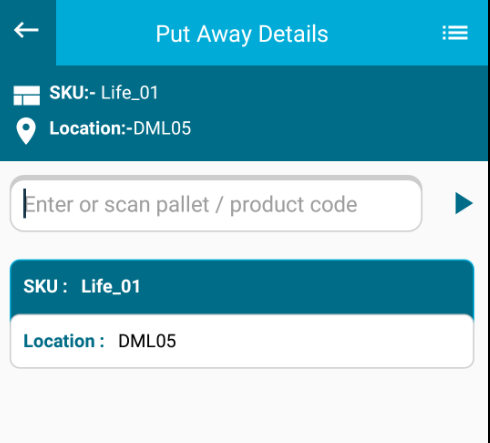 Put Away Details
SKU:- Life_01
Location:-DML05
Enter or scan pallet / product code
SKU : Life_01
Location : DML05